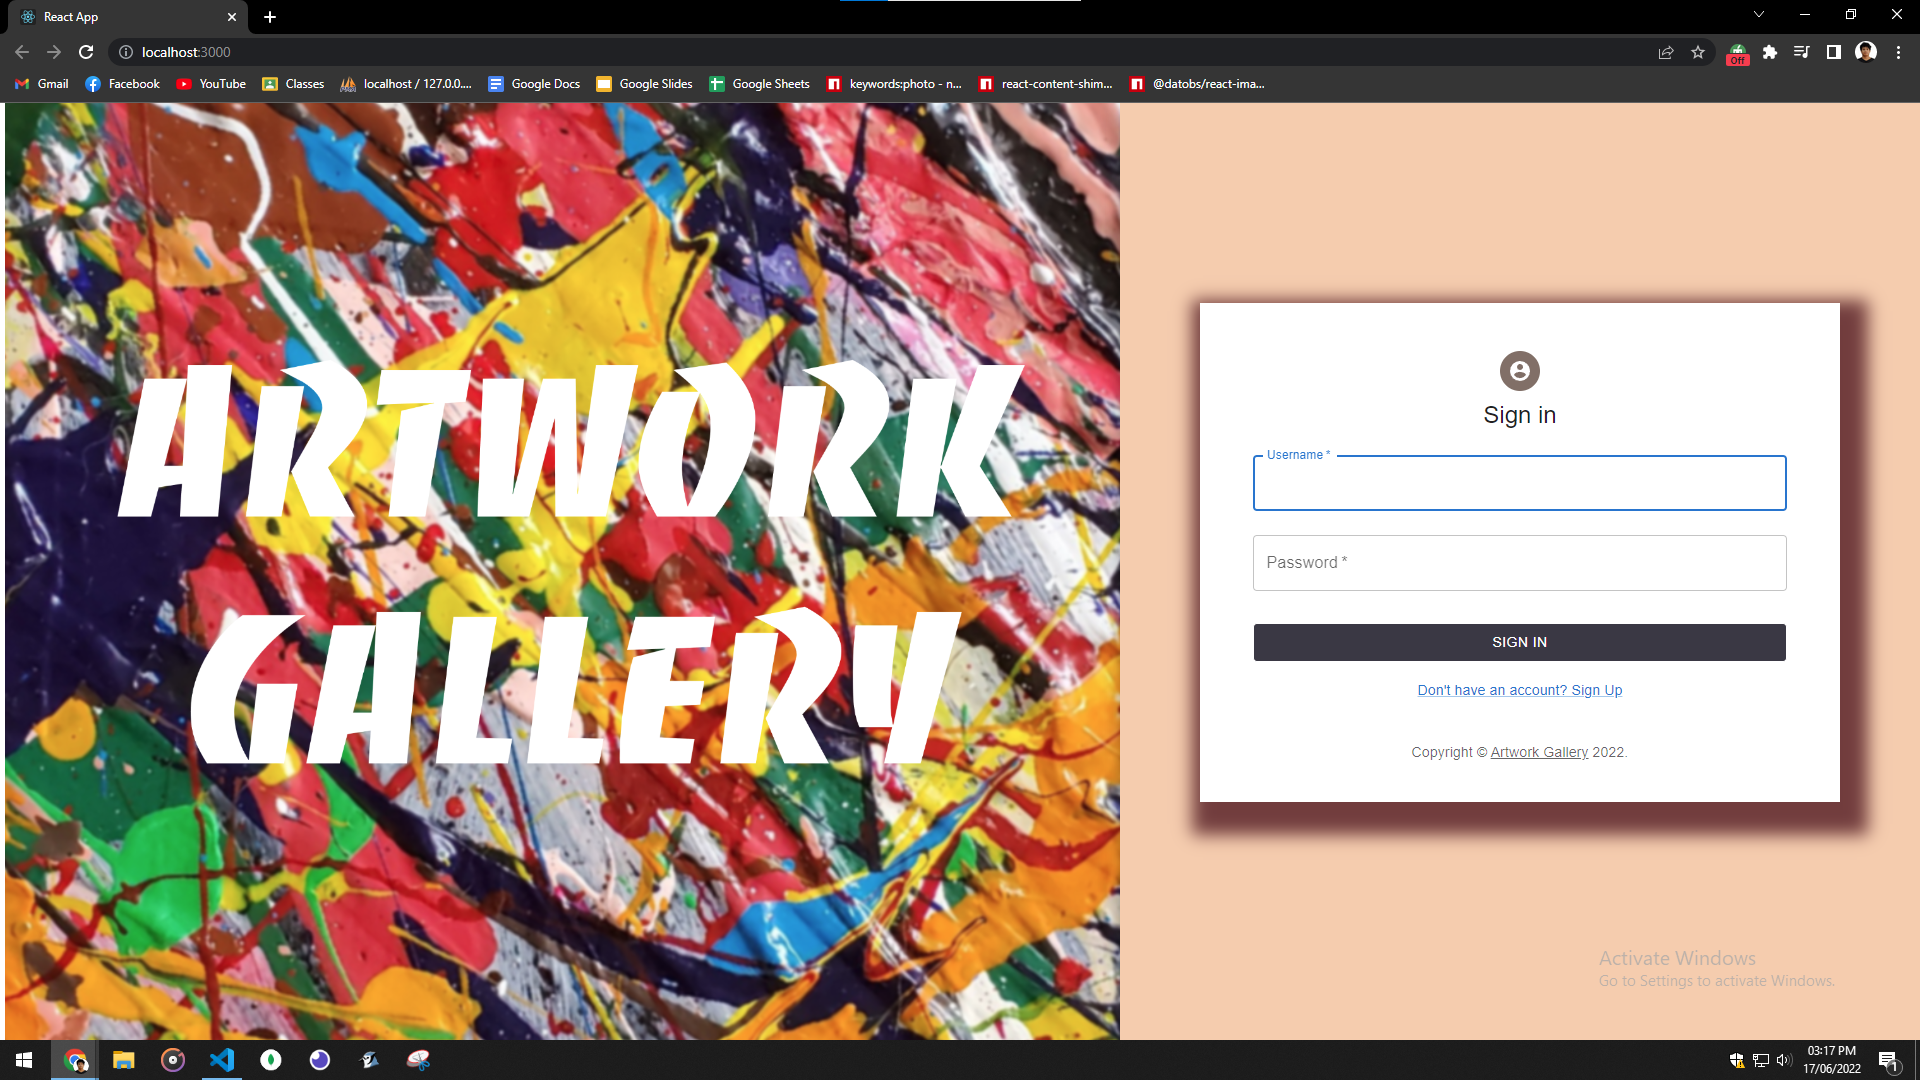 React App
localhost:3000
Off
Gmail
Facebook
YouTube
Classes
localhost / 127.0.0....
Google Docs
Google Slides
Google Sheets
keywords:photo - n...
react-content-shim...
@datobs/react-ima...
ARTWORK
GALLERY
Sign in
Username *
Password *
SIGN IN
Don't have an account? Sign Up
Copyright © Artwork Gallery 2022.
Activate Windows
Go to Settings to activate Windows.
03:17 PM
17/06/2022
1